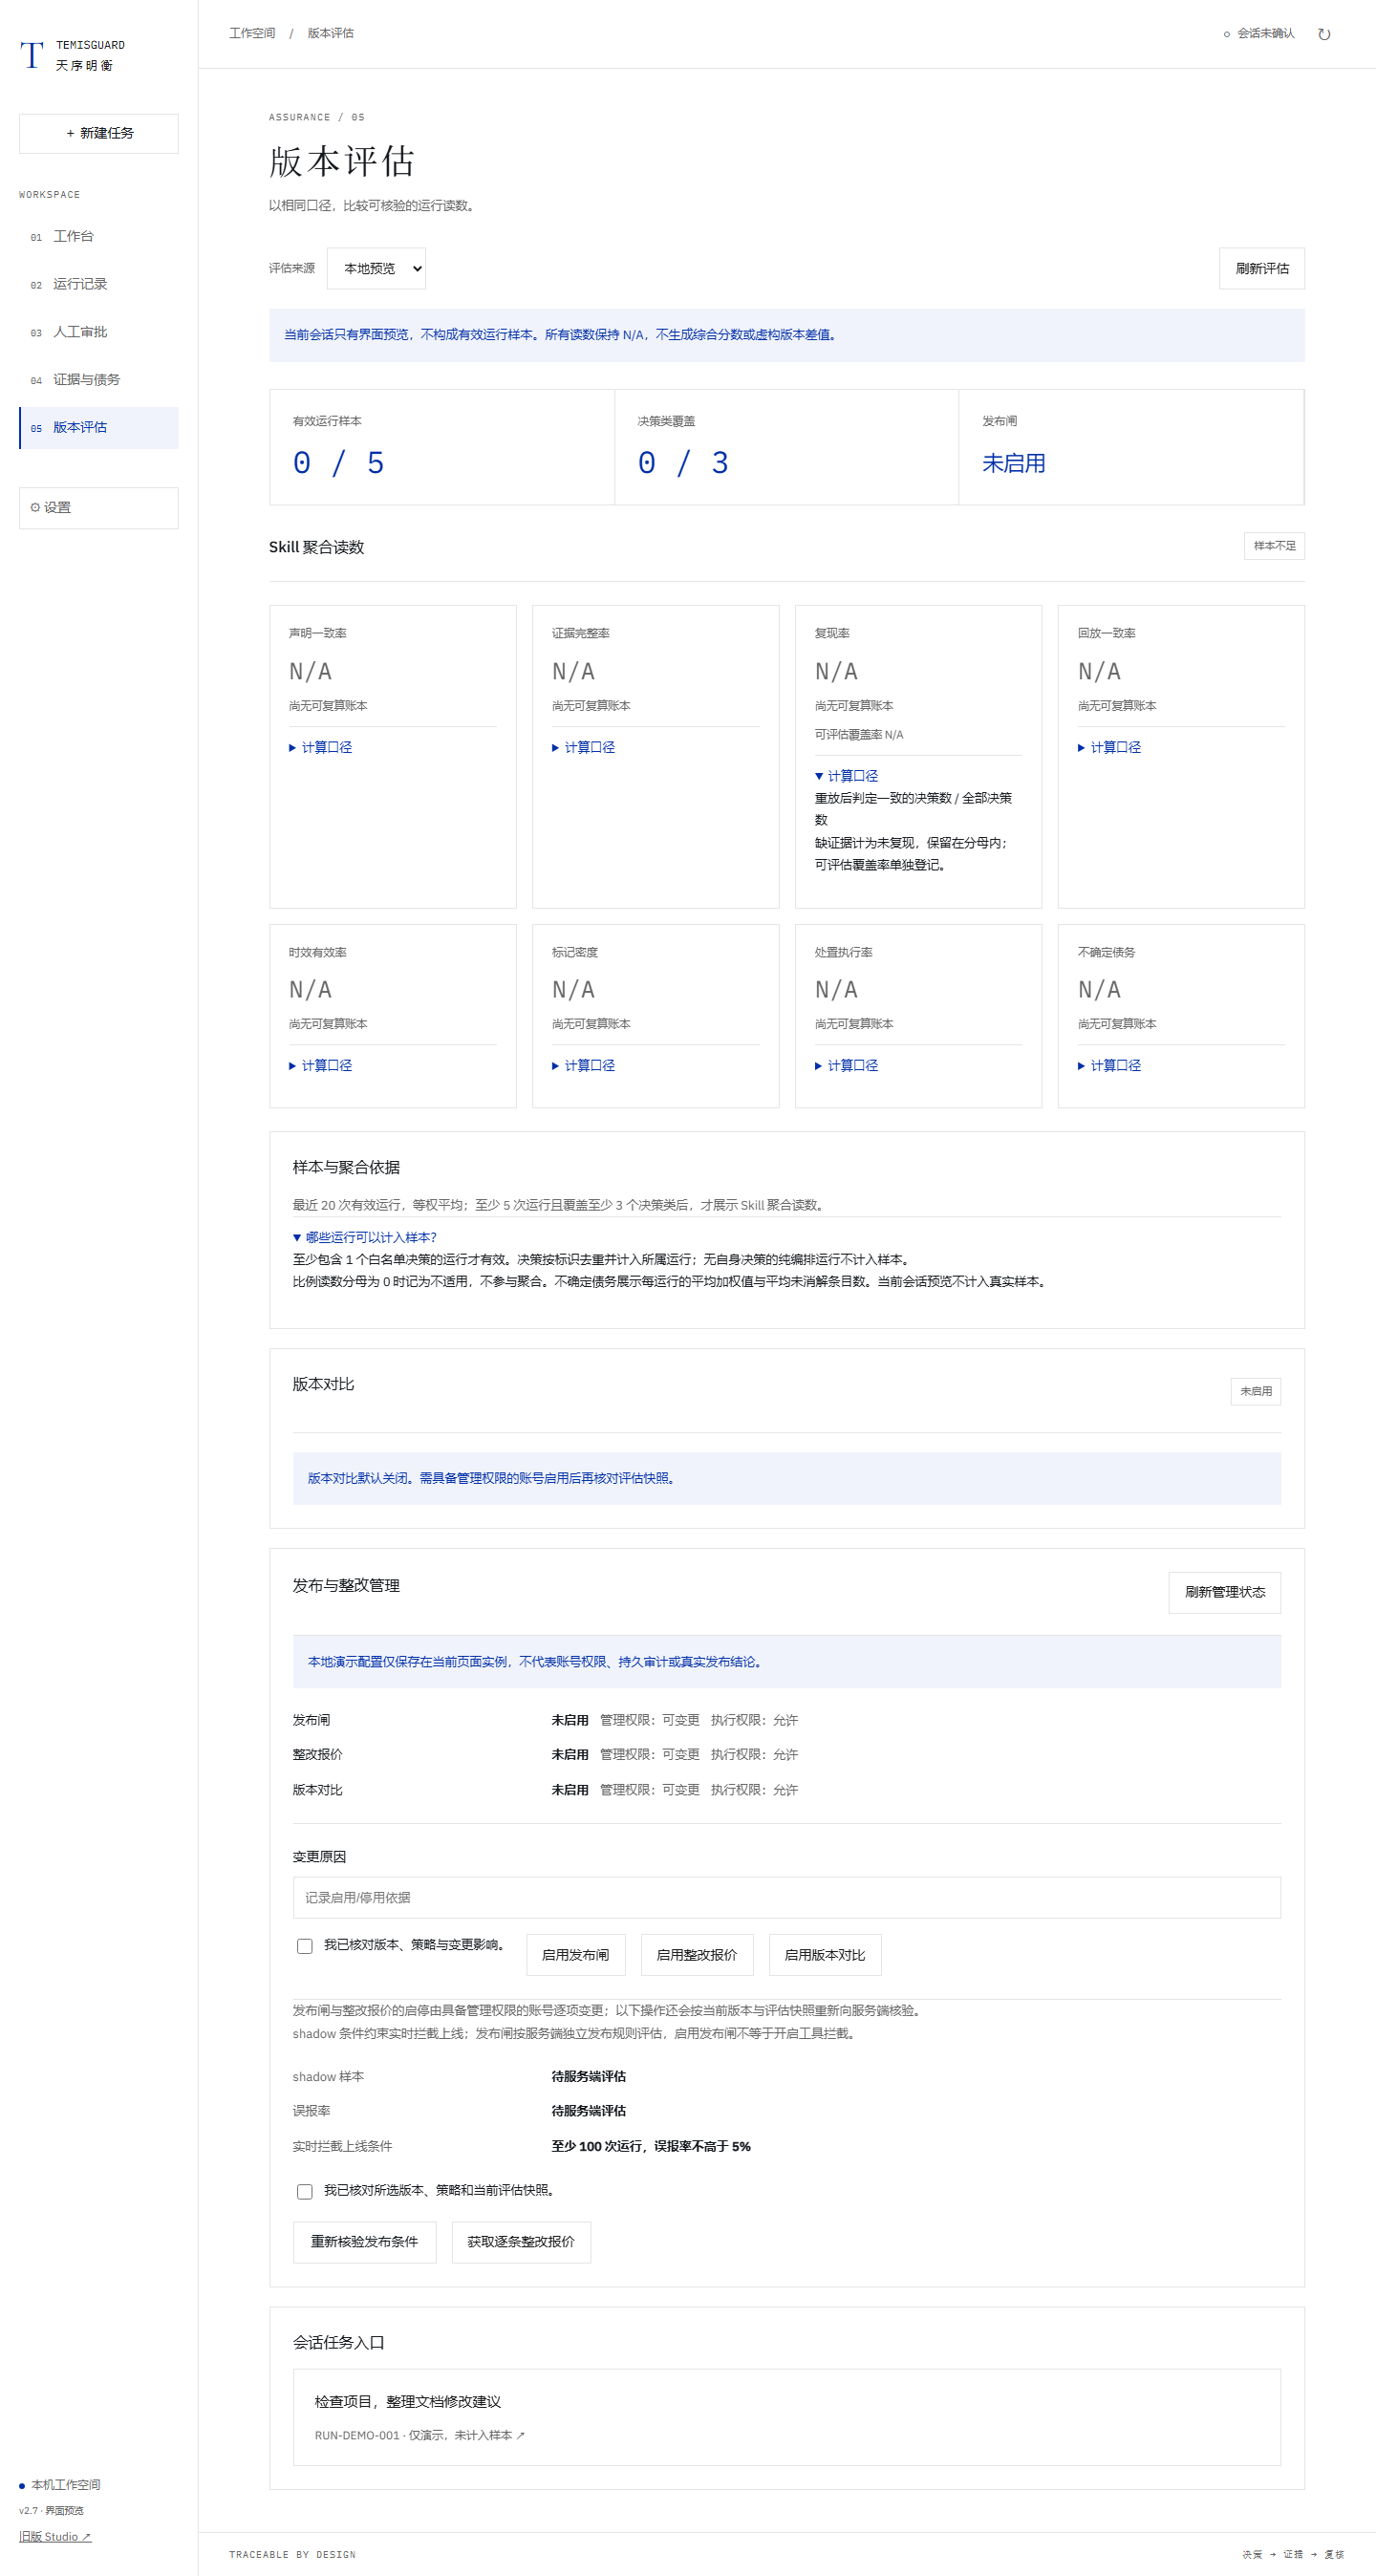 T
TEMISGUARD
天序明衡
+ 新建任务
WORKSPACE
01 工作台
02 运行记录
03 人工审批
04 证据与债务
05 版本评估
⚙ 设置
本机工作空间
v2.7 · 界面预览
旧版 Studio ↗
工作空间 / 版本评估
会话未确认 ↻
ASSURANCE / 05
版本评估
以相同口径，比较可核验的运行读数。
评估来源 本地预览 刷新评估
当前会话只有界面预览，不构成有效运行样本。所有读数保持 N/A，不生成综合分数或虚构版本差值。
有效运行样本
0 / 5
决策类覆盖
0 / 3
发布闸
未启用
Skill 聚合读数 样本不足
声明一致率
N/A
尚无可复算账本
▶ 计算口径
证据完整率
N/A
尚无可复算账本
▶ 计算口径
复现率
N/A
尚无可复算账本
可评估覆盖率 N/A
▼ 计算口径
重放后判定一致的决策数 / 全部决策
数
缺证据计为未复现，保留在分母内；
可评估覆盖率单独登记。
回放一致率
N/A
尚无可复算账本
▶ 计算口径
时效有效率
N/A
尚无可复算账本
▶ 计算口径
标记密度
N/A
尚无可复算账本
▶ 计算口径
处置执行率
N/A
尚无可复算账本
▶ 计算口径
不确定债务
N/A
尚无可复算账本
▶ 计算口径
样本与聚合依据
最近 20 次有效运行，等权平均；至少 5 次运行且覆盖至少 3 个决策类后，才展示 Skill 聚合读数。
▼ 哪些运行可以计入样本？
至少包含 1 个白名单决策的运行才有效。决策按标识去重并计入所属运行；无自身决策的纯编排运行不计入样本。
比例读数分母为 0 时记为不适用，不参与聚合。不确定债务展示每运行的平均加权值与平均未消解条目数。当前会话预览不计入真实样本。
版本对比 未启用
版本对比默认关闭。需具备管理权限的账号启用后再核对评估快照。
发布与整改管理 刷新管理状态
本地演示配置仅保存在当前页面实例，不代表账号权限、持久审计或真实发布结论。
发布闸 未启用 管理权限：可变更 执行权限：允许
整改报价 未启用 管理权限：可变更 执行权限：允许
版本对比 未启用 管理权限：可变更 执行权限：允许
变更原因
记录启用/停用依据
我已核对版本、策略与变更影响。 启用发布闸 启用整改报价 启用版本对比
发布闸与整改报价的启停由具备管理权限的账号逐项变更；以下操作还会按当前版本与评估快照重新向服务端核验。
shadow 条件约束实时拦截上线；发布闸按服务端独立发布规则评估，启用发布闸不等于开启工具拦截。
shadow 样本 待服务端评估
误报率 待服务端评估
实时拦截上线条件 至少 100 次运行，误报率不高于 5%
我已核对所选版本、策略和当前评估快照。
重新核验发布条件 获取逐条整改报价
会话任务入口
检查项目，整理文档修改建议
RUN-DEMO-001 · 仅演示，未计入样本 ↗
TRACEABLE BY DESIGN 决策 → 证据 → 复核